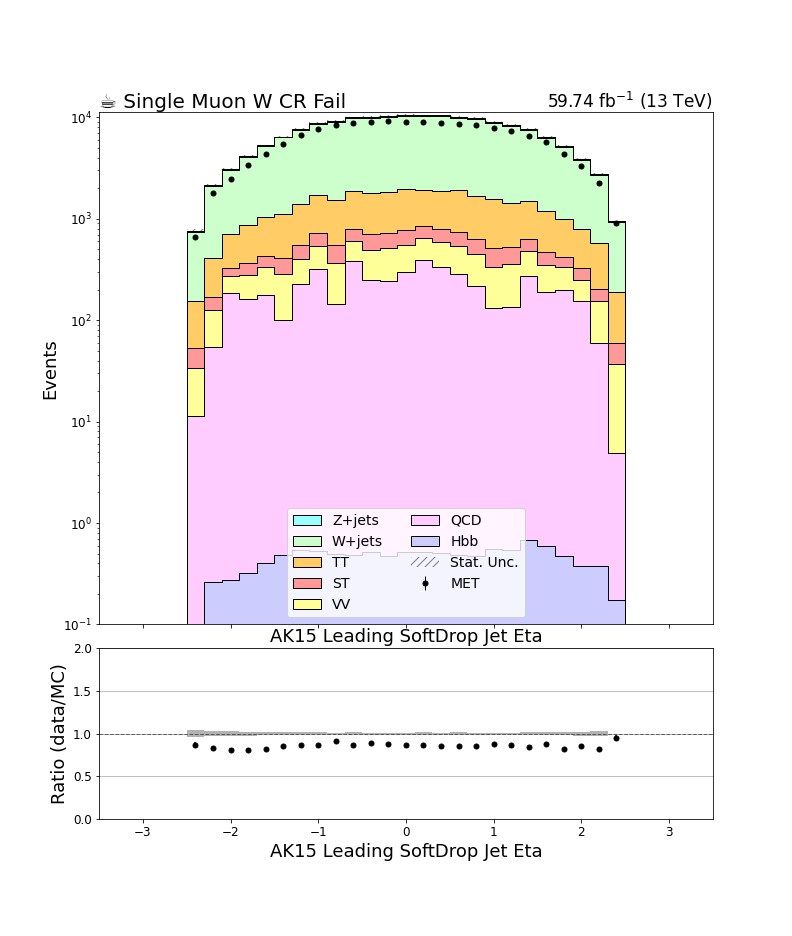 ☕ Single Muon W CR Fail 59.74 fb⁻¹ (13 TeV)
10⁴
10³
10²
10¹
10⁰
10⁻¹
Events
Z+jets QCD
W+jets Hbb
TT Stat. Unc.
ST MET
VV
AK15 Leading SoftDrop Jet Eta
2.0
1.5
1.0
0.5
0.0
Ratio (data/MC)
−3 −2 −1 0 1 2 3
AK15 Leading SoftDrop Jet Eta